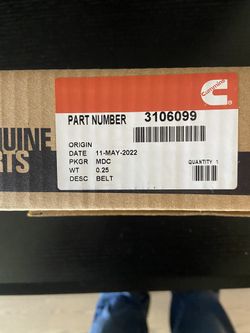 Cummins
PART NUMBER 3106099
ORIGIN
DATE 11-MAY-2022
PKGR MDC QUANTITY 1
WT 0.25
DESC BELT
UINE
RTS